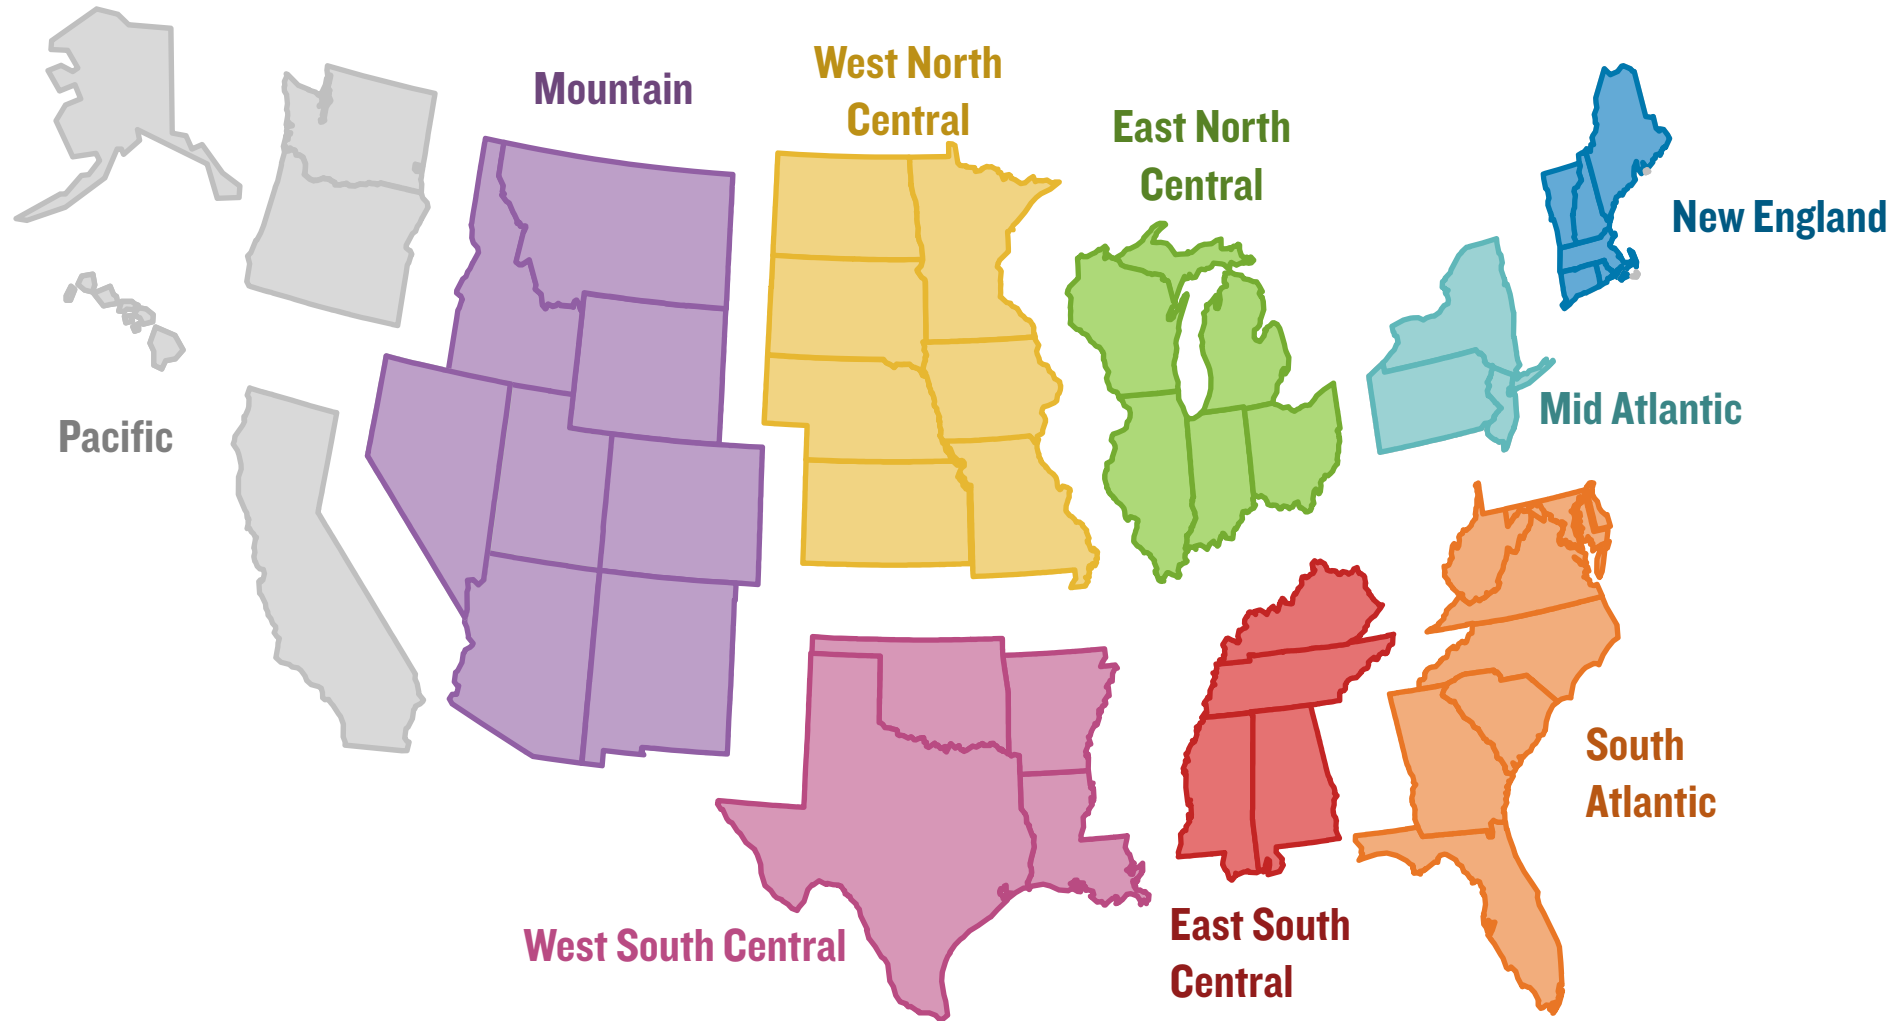 Mountain
West North
Central
East North
Central
New England
Mid Atlantic
Pacific
South
Atlantic
West South Central
East South
Central